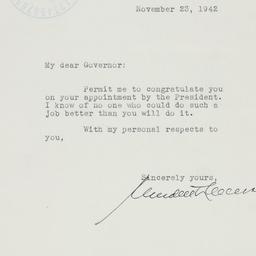 November 23, 1942
My dear Governor:
Permit me to congratulate you
on your appointment by the President.
I know of no one who could do such a
job better than you will do it.
With my personal respects to
you,
Sincerely yours,